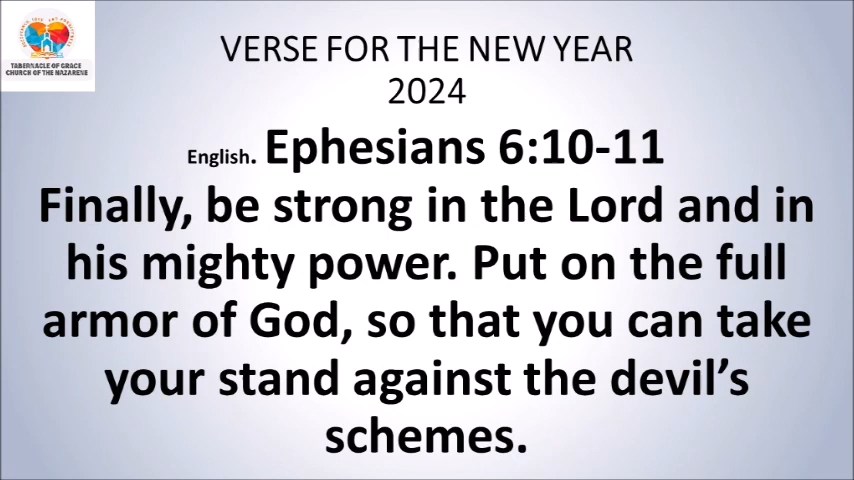 TABERNACLE OF GRACE
CHURCH OF THE NAZARENE
VERSE FOR THE NEW YEAR
2024
English. Ephesians 6:10-11
Finally, be strong in the Lord and in
his mighty power. Put on the full
armor of God, so that you can take
your stand against the devil’s
schemes.